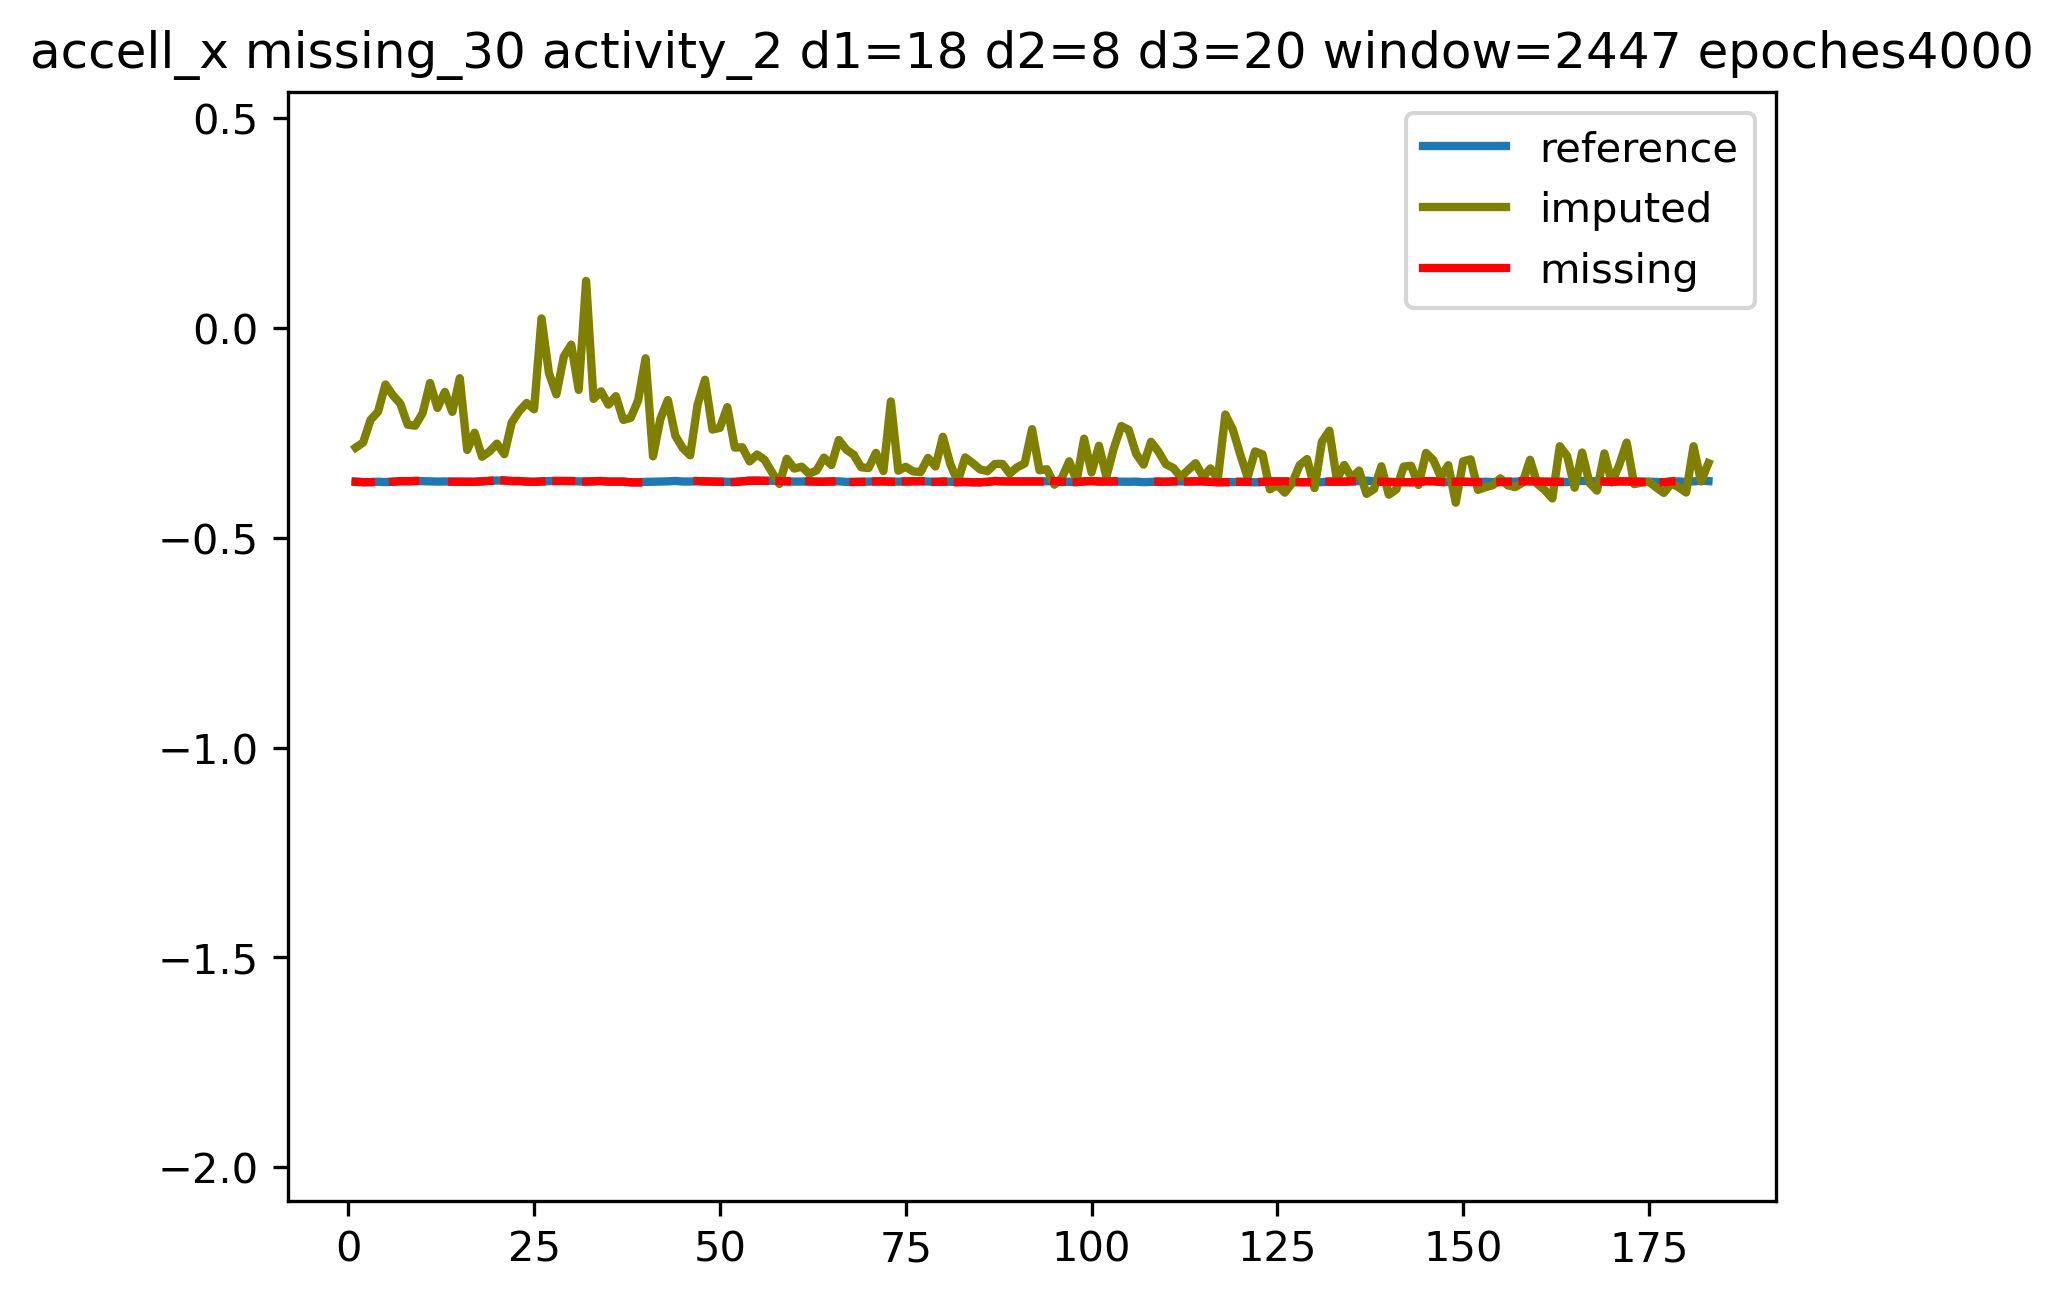 accell_x missing_30 activity_2 d1=18 d2=8 d3=20 window=2447 epoches4000
reference
imputed
missing
0.5
0.0
−0.5
−1.0
−1.5
−2.0
0 25 50 75 100 125 150 175